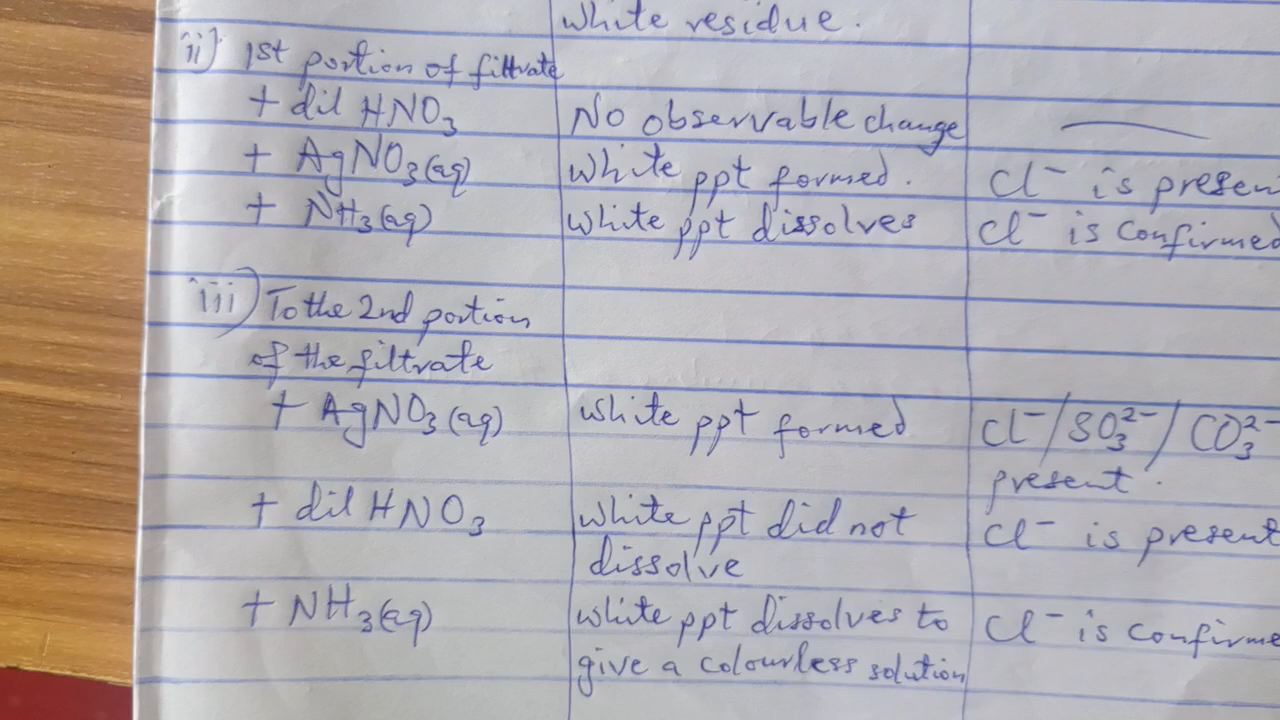 White residue.
ii) 1st portion of filtrate
+ dil HNO₃ No observable change —
+ AgNO₃(aq) White ppt formed. Cl⁻ is presen
+ NH₃(aq) White ppt dissolves Cl⁻ is confirmed
iii) To the 2nd portion
of the filtrate
+ AgNO₃(aq) White ppt formed Cl⁻/SO₃²⁻/CO₃²⁻
present.
+ dil HNO₃ White ppt did not Cl⁻ is present
dissolve
+ NH₃(aq) White ppt dissolves to Cl⁻ is confirme
give a colourless solution